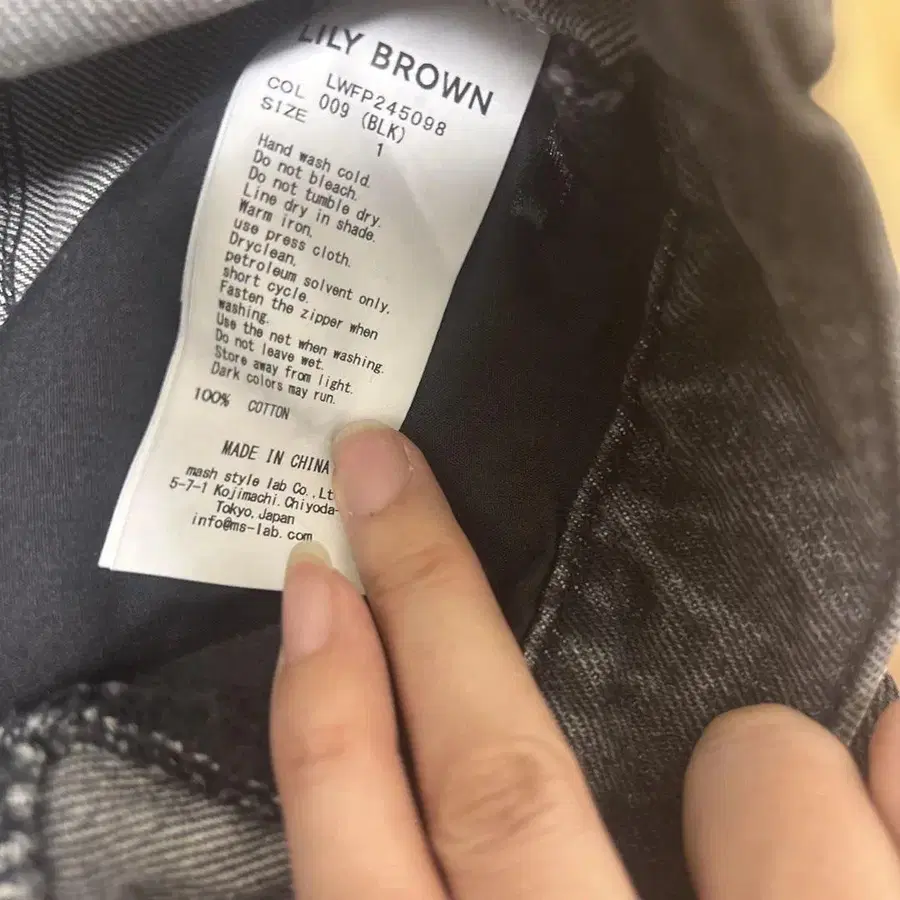 LILY BROWN
LWFP245098
COL 009 (BLK)
SIZE 1
Hand wash cold.
Do not bleach.
Do not tumble dry.
Line dry in shade.
Warm iron.
use press cloth.
Dryclean.
petroleum solvent only.
short cycle.
Fasten the zipper when
washing.
Use the net when washing.
Do not leave wet.
Store away from light.
Dark colors may run.
100% COTTON
MADE IN CHINA
mash style lab Co.,Lt
5-7-1 Kojimachi.Chiyoda-
Tokyo,Japan
info@ms-lab.com